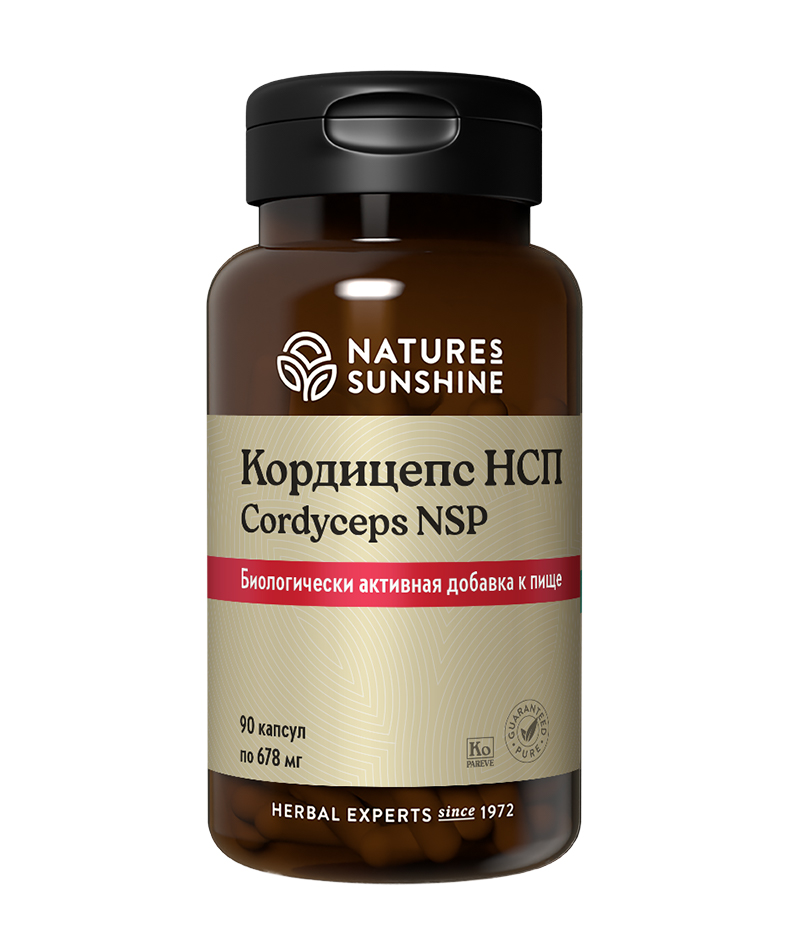 NATURES
SUNSHINE
Кордицепс НСП
Cordyceps NSP
Биологически активная добавка к пище
90 капсул
по 678 мг
Ko
PAREVE
GUARANTEED
PURE
HERBAL EXPERTS since 1972